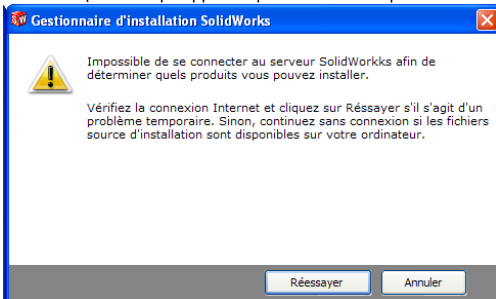 Gestionnaire d'installation SolidWorks
Impossible de se connecter au serveur SolidWorkks afin de
déterminer quels produits vous pouvez installer.
Vérifiez la connexion Internet et cliquez sur Réssayer s'il s'agit d'un
problème temporaire. Sinon, continuez sans connexion si les fichiers
source d'installation sont disponibles sur votre ordinateur.
Réessayer
Annuler